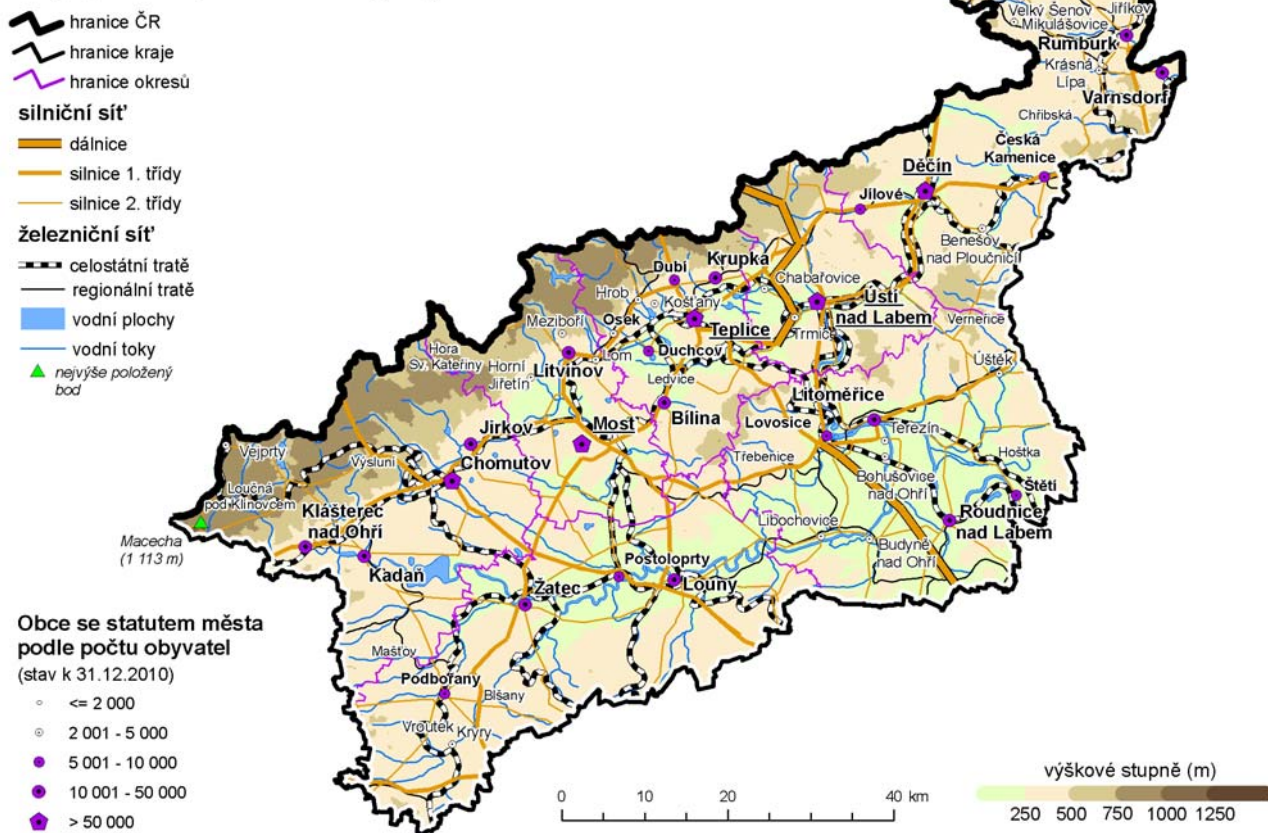 hranice ČR
hranice kraje
hranice okresů
silniční síť
dálnice
silnice 1. třídy
silnice 2. třídy
železniční síť
celostátní tratě
regionální tratě
vodní plochy
vodní toky
nejvýše položený
bod
Velký Šenov
Jiříkov
Mikulášovice
Rumburk
Krásná
Lípa
Varnsdorf
Chřibská
Česká
Kamenice
Děčín
Jílové
Benešov
nad Ploučnicí
Krupka
Dubí
Chabařovice
Hrob
Košťany
Ústí
nad Labem
Meziboří
Osek
Teplice
Trmice
Verneřice
Hora
Sv. Kateřiny
Lom
Duchcov
Úštěk
Horní
Jiřetín
Litvínov
Ledvice
Litoměřice
Most
Bílina
Lovosice
Terezín
Jirkov
Vejprty
Výsluní
Chomutov
Třebenice
Hoštka
Bohušovice
nad Ohří
Loučná
pod Klínovcem
Štětí
Klášterec
nad Ohří
Roudnice
nad Labem
Macecha
(1 113 m)
Libochovice
Budyně
nad Ohří
Kadaň
Postoloprty
Louny
Žatec
Mašťov
Podbořany
Blšany
Vroutek
Kryry
Obce se statutem města
podle počtu obyvatel
(stav k 31.12.2010)
<= 2 000
2 001 - 5 000
5 001 - 10 000
10 001 - 50 000
> 50 000
0 10 20 40 km
výškové stupně (m)
250 500 750 1000 1250